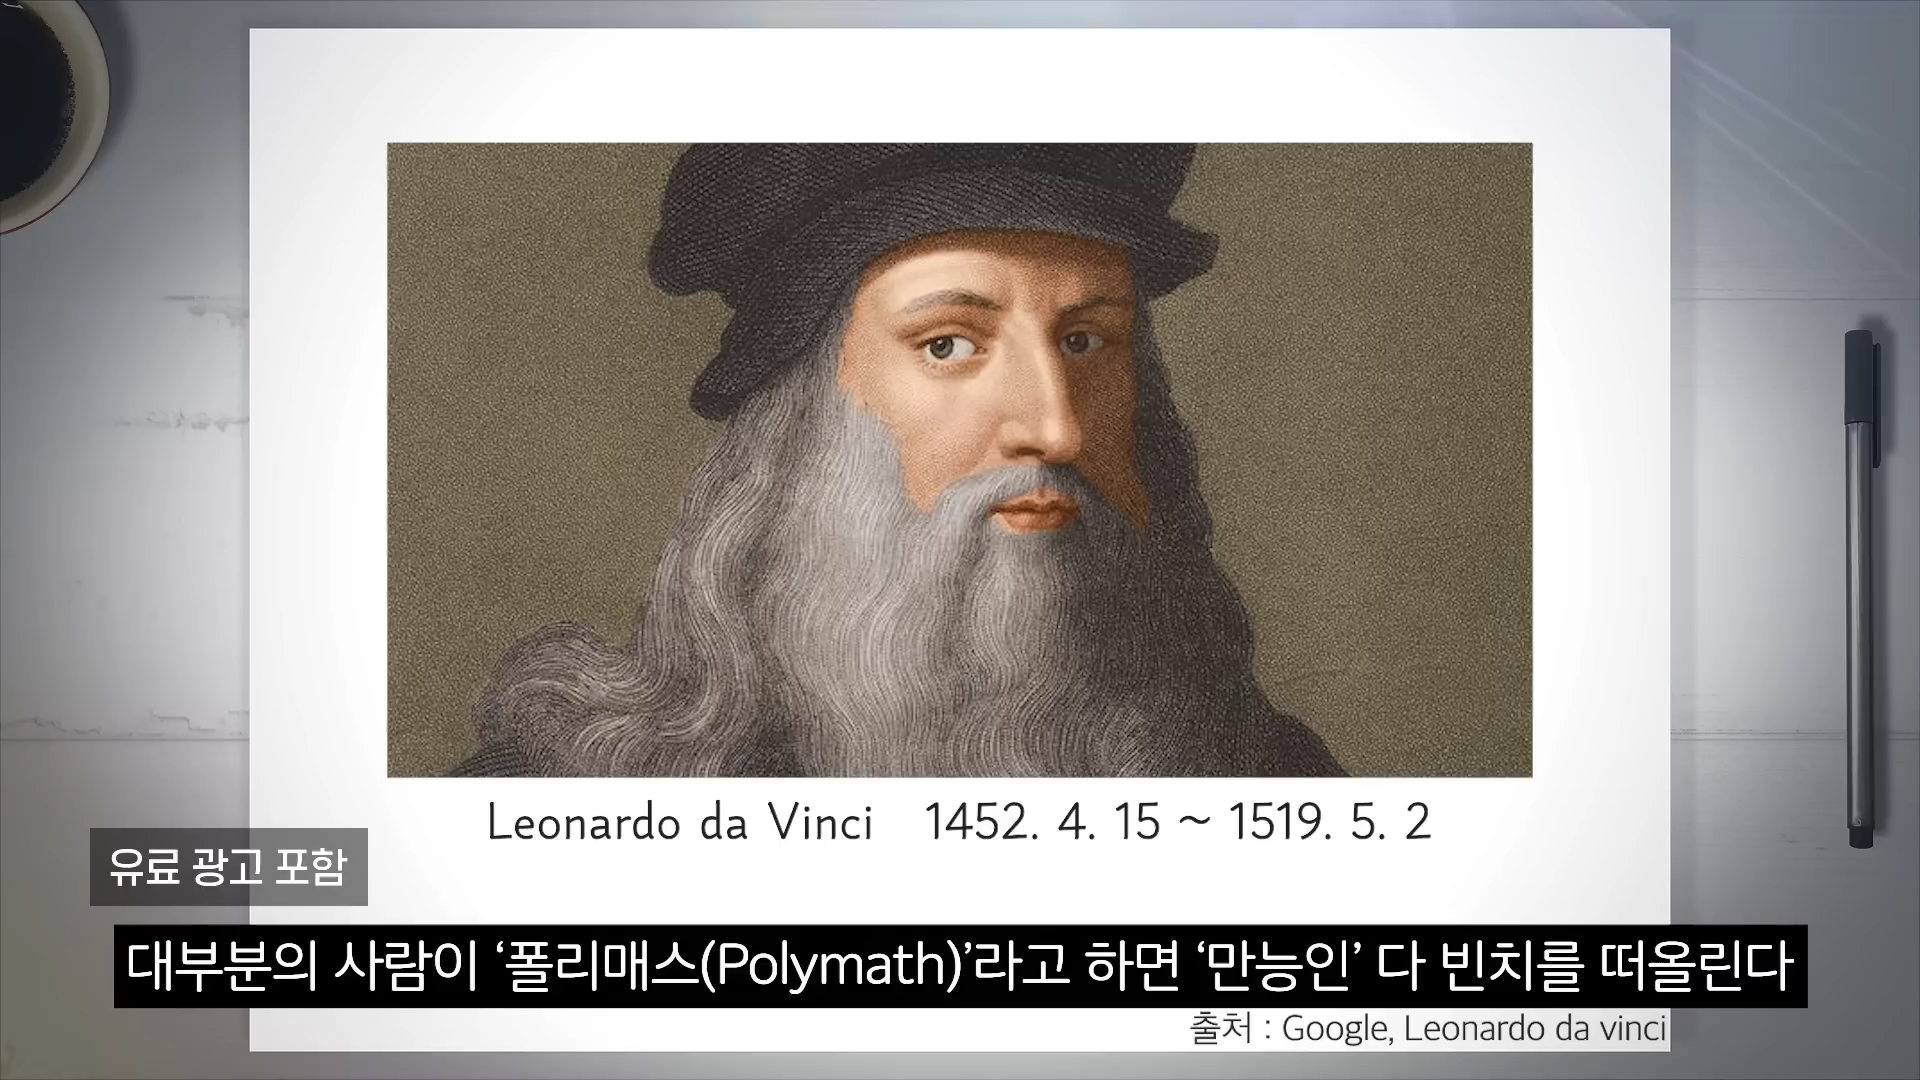 Leonardo da Vinci 1452. 4. 15 ~ 1519. 5. 2
유료 광고 포함
대부분의 사람이 ‘폴리매스(Polymath)’라고 하면 ‘만능인’ 다 빈치를 떠올린다
출처 : Google, Leonardo da vinci